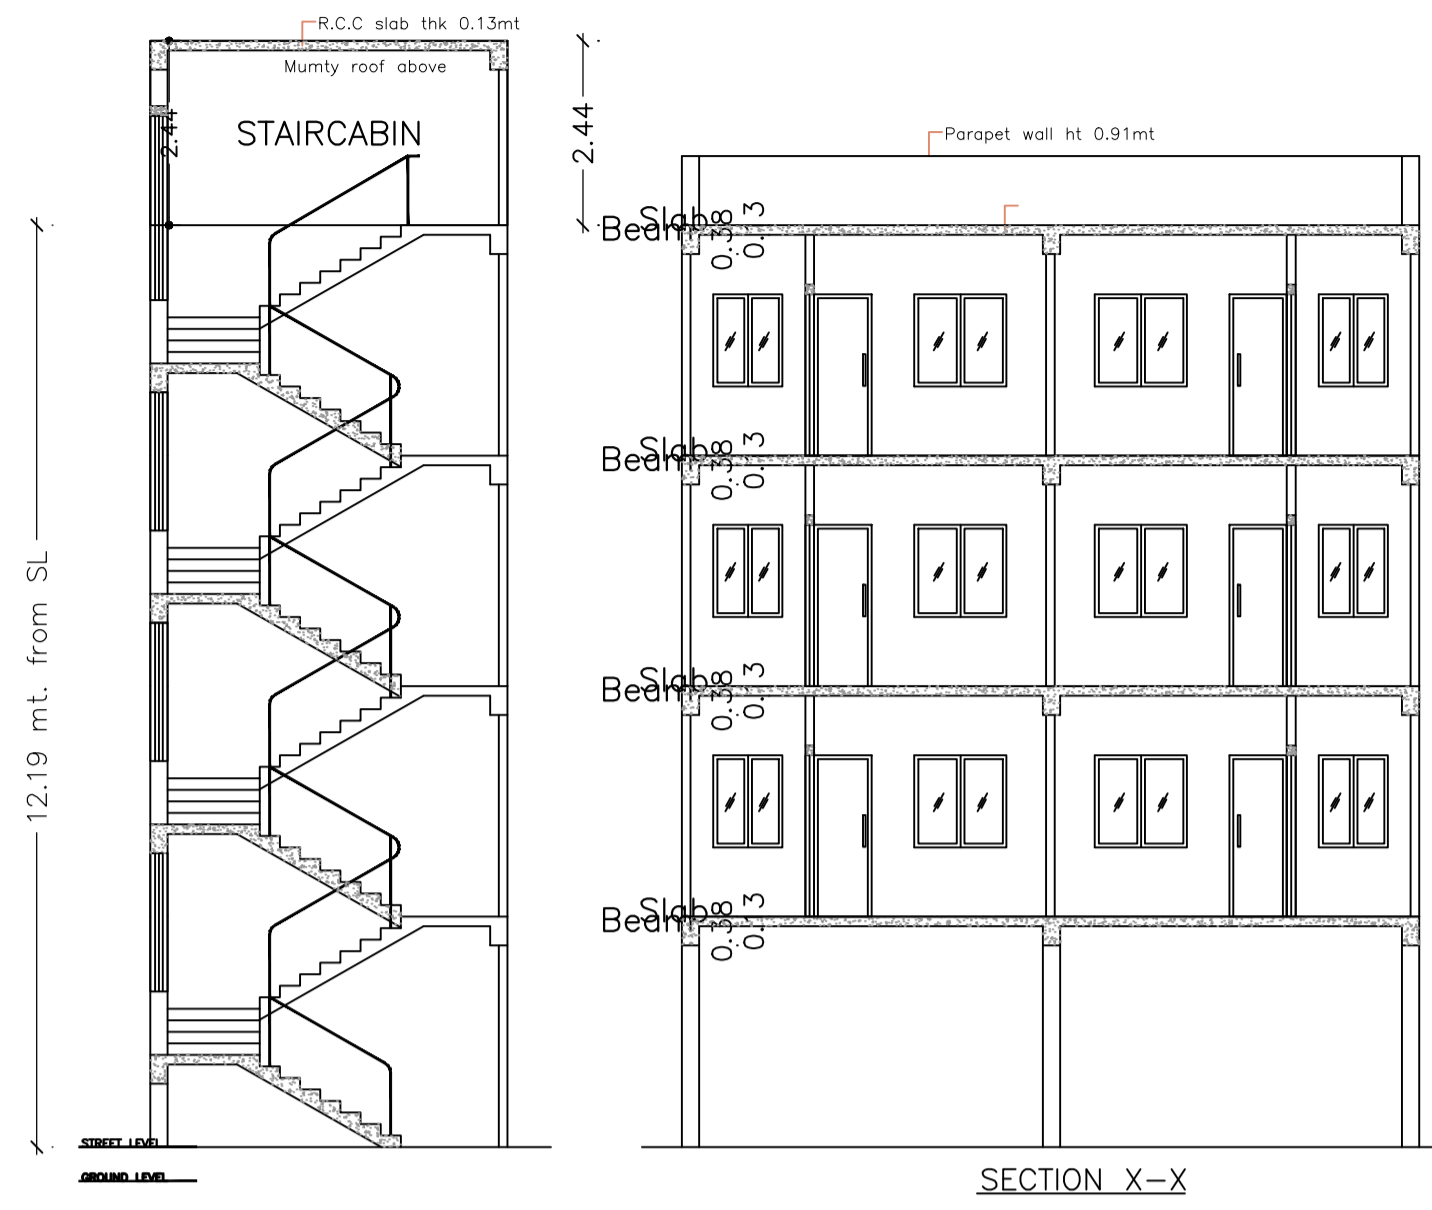 R.C.C slab thk 0.13mt
Mumty roof above
2.44
STAIRCABIN
2.44
Parapet wall ht 0.91mt
Slab
Beam
0.38
0.13
Slab
Beam
0.38
0.13
12.19 mt. from SL
Slab
Beam
0.38
0.13
Slab
Beam
0.38
0.13
STREET LEVEL
GROUND LEVEL
SECTION X-X